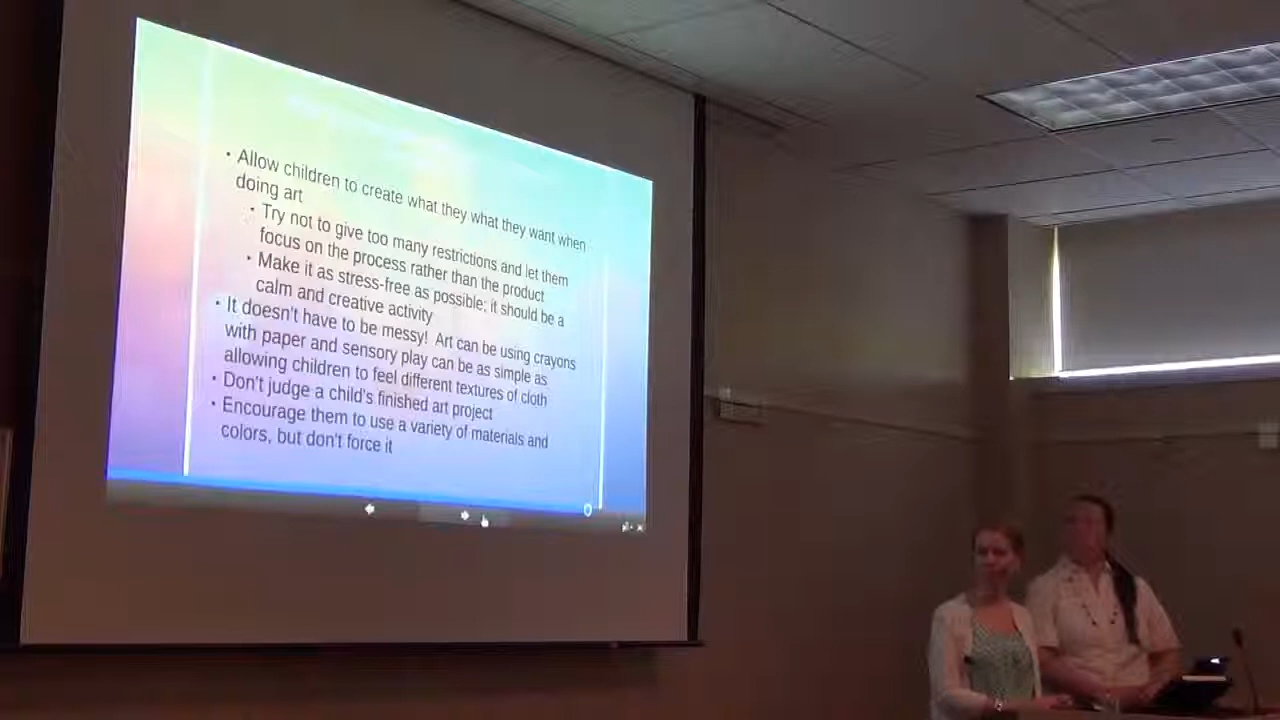 • Allow children to create what they what they want when
doing art
• Try not to give too many restrictions and let them
focus on the process rather than the product
• Make it as stress-free as possible; it should be a
calm and creative activity
• It doesn't have to be messy! Art can be using crayons
with paper and sensory play can be as simple as
allowing children to feel different textures of cloth
• Don't judge a child's finished art project
• Encourage them to use a variety of materials and
colors, but don't force it